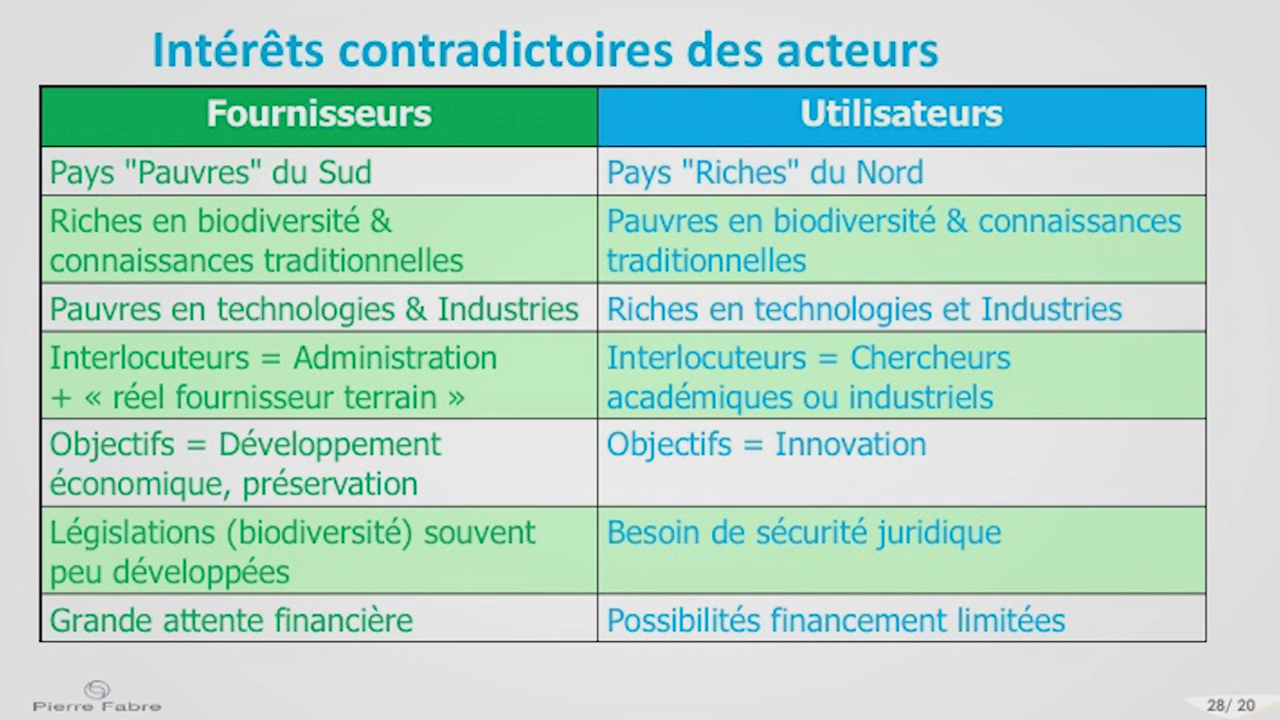 Intérêts contradictoires des acteurs
Fournisseurs
Utilisateurs
Pays "Pauvres" du Sud
Pays "Riches" du Nord
Riches en biodiversité &
connaissances traditionnelles
Pauvres en biodiversité & connaissances
traditionnelles
Pauvres en technologies & Industries
Riches en technologies et Industries
Interlocuteurs = Administration
+ « réel fournisseur terrain »
Interlocuteurs = Chercheurs
académiques ou industriels
Objectifs = Développement
économique, préservation
Objectifs = Innovation
Législations (biodiversité) souvent
peu développées
Besoin de sécurité juridique
Grande attente financière
Possibilités financement limitées
Pierre Fabre
28/ 20